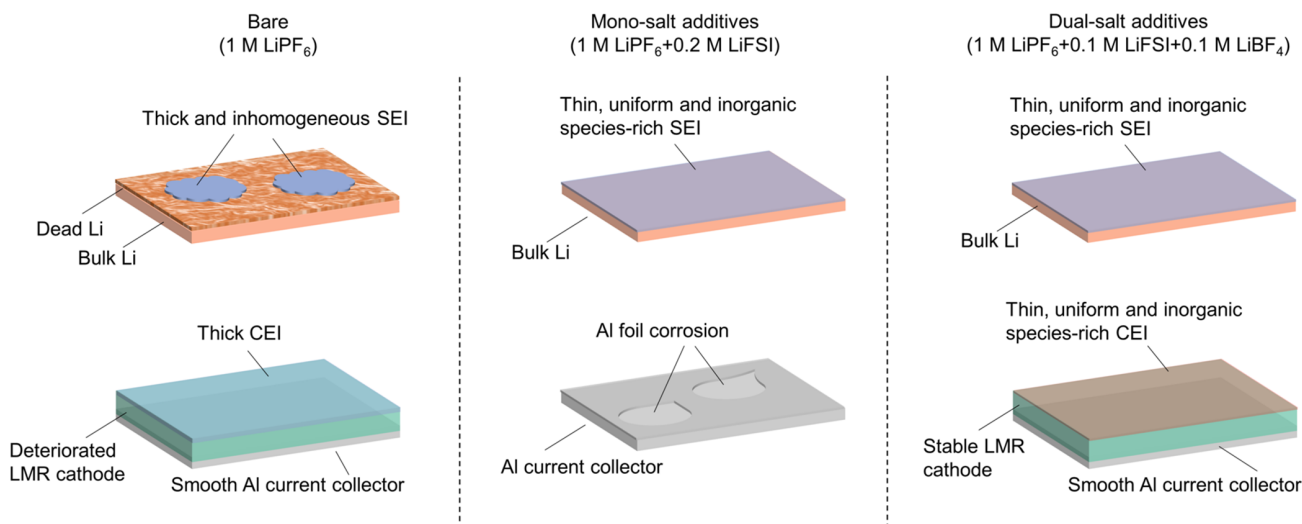 Bare
(1 M LiPF₆)
Thick and inhomogeneous SEI
Dead Li
Bulk Li
Thick CEI
Deteriorated
LMR cathode
Smooth Al current collector
Mono-salt additives
(1 M LiPF₆+0.2 M LiFSI)
Thin, uniform and inorganic
species-rich SEI
Bulk Li
Al foil corrosion
Al current collector
Dual-salt additives
(1 M LiPF₆+0.1 M LiFSI+0.1 M LiBF₄)
Thin, uniform and inorganic
species-rich SEI
Bulk Li
Thin, uniform and inorganic
species-rich CEI
Stable LMR
cathode
Smooth Al current collector